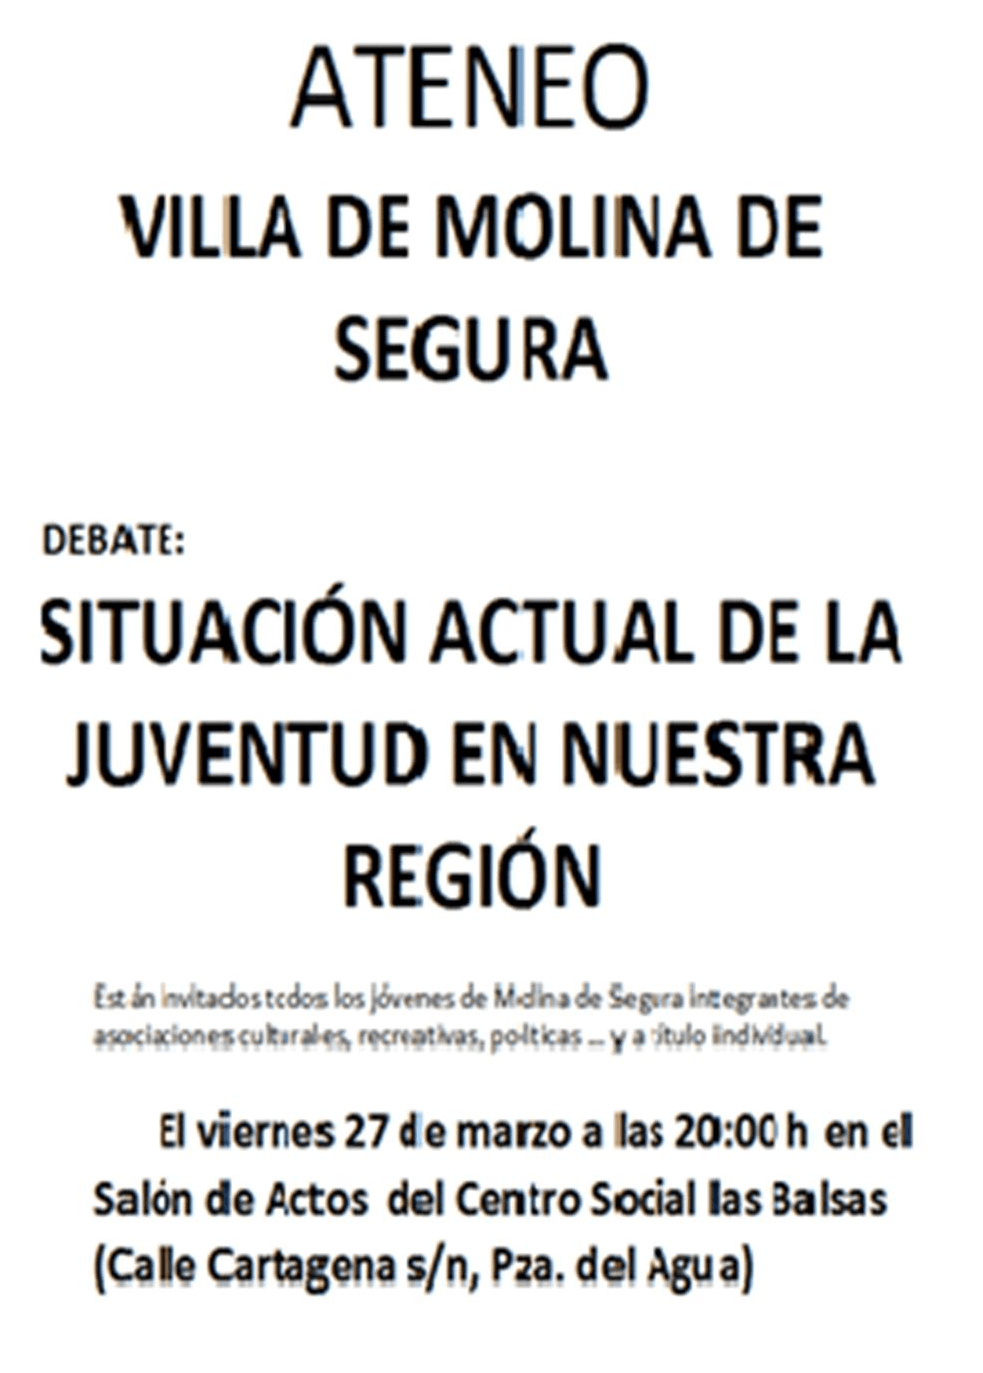 ATENEO
VILLA DE MOLINA DE
SEGURA
DEBATE:
SITUACIÓN ACTUAL DE LA
JUVENTUD EN NUESTRA
REGIÓN
Están invitados todos los jóvenes de Molina de Segura integrantes de
asociaciones culturales, recreativas, políticas ... y a título individual.
El viernes 27 de marzo a las 20:00 h en el
Salón de Actos del Centro Social las Balsas
(Calle Cartagena s/n, Pza. del Agua)